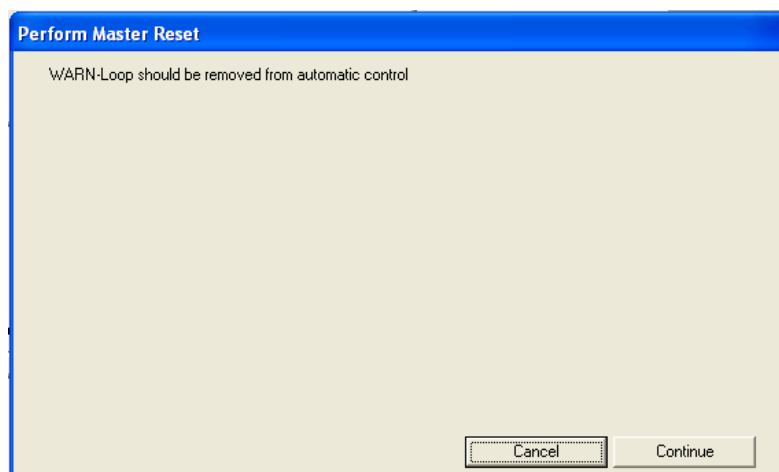 Perform Master Reset
WARN-Loop should be removed from automatic control
Cancel
Continue